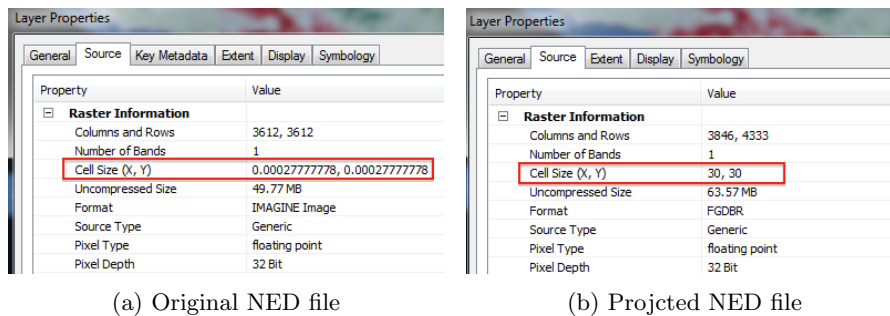 Layer Properties
General Source Key Metadata Extent Display Symbology
Property Value
Raster Information
Columns and Rows 3612, 3612
Number of Bands 1
Cell Size (X, Y) 0.00027777778, 0.00027777778
Uncompressed Size 49.77 MB
Format IMAGINE Image
Source Type Generic
Pixel Type floating point
Pixel Depth 32 Bit
(a) Original NED file
Layer Properties
General Source Extent Display Symbology
Property Value
Raster Information
Columns and Rows 3846, 4333
Number of Bands 1
Cell Size (X, Y) 30, 30
Uncompressed Size 63.57 MB
Format FGDBR
Source Type Generic
Pixel Type floating point
Pixel Depth 32 Bit
(b) Projcted NED file